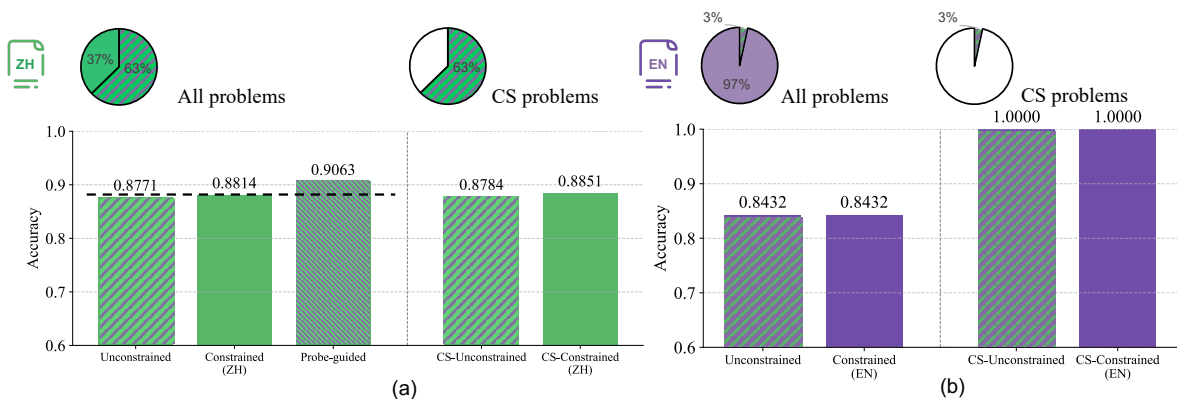 ZH
37%
63%
All problems
63%
CS problems
Accuracy
1.0
0.9
0.8
0.7
0.6
0.8771
0.8814
0.9063
0.8784
0.8851
Unconstrained
Constrained
(ZH)
Probe-guided
CS-Unconstrained
CS-Constrained
(ZH)
(a)
EN
3%
97%
All problems
3%
CS problems
Accuracy
1.0
0.9
0.8
0.7
0.6
0.8432
0.8432
1.0000
1.0000
Unconstrained
Constrained
(EN)
CS-Unconstrained
CS-Constrained
(EN)
(b)